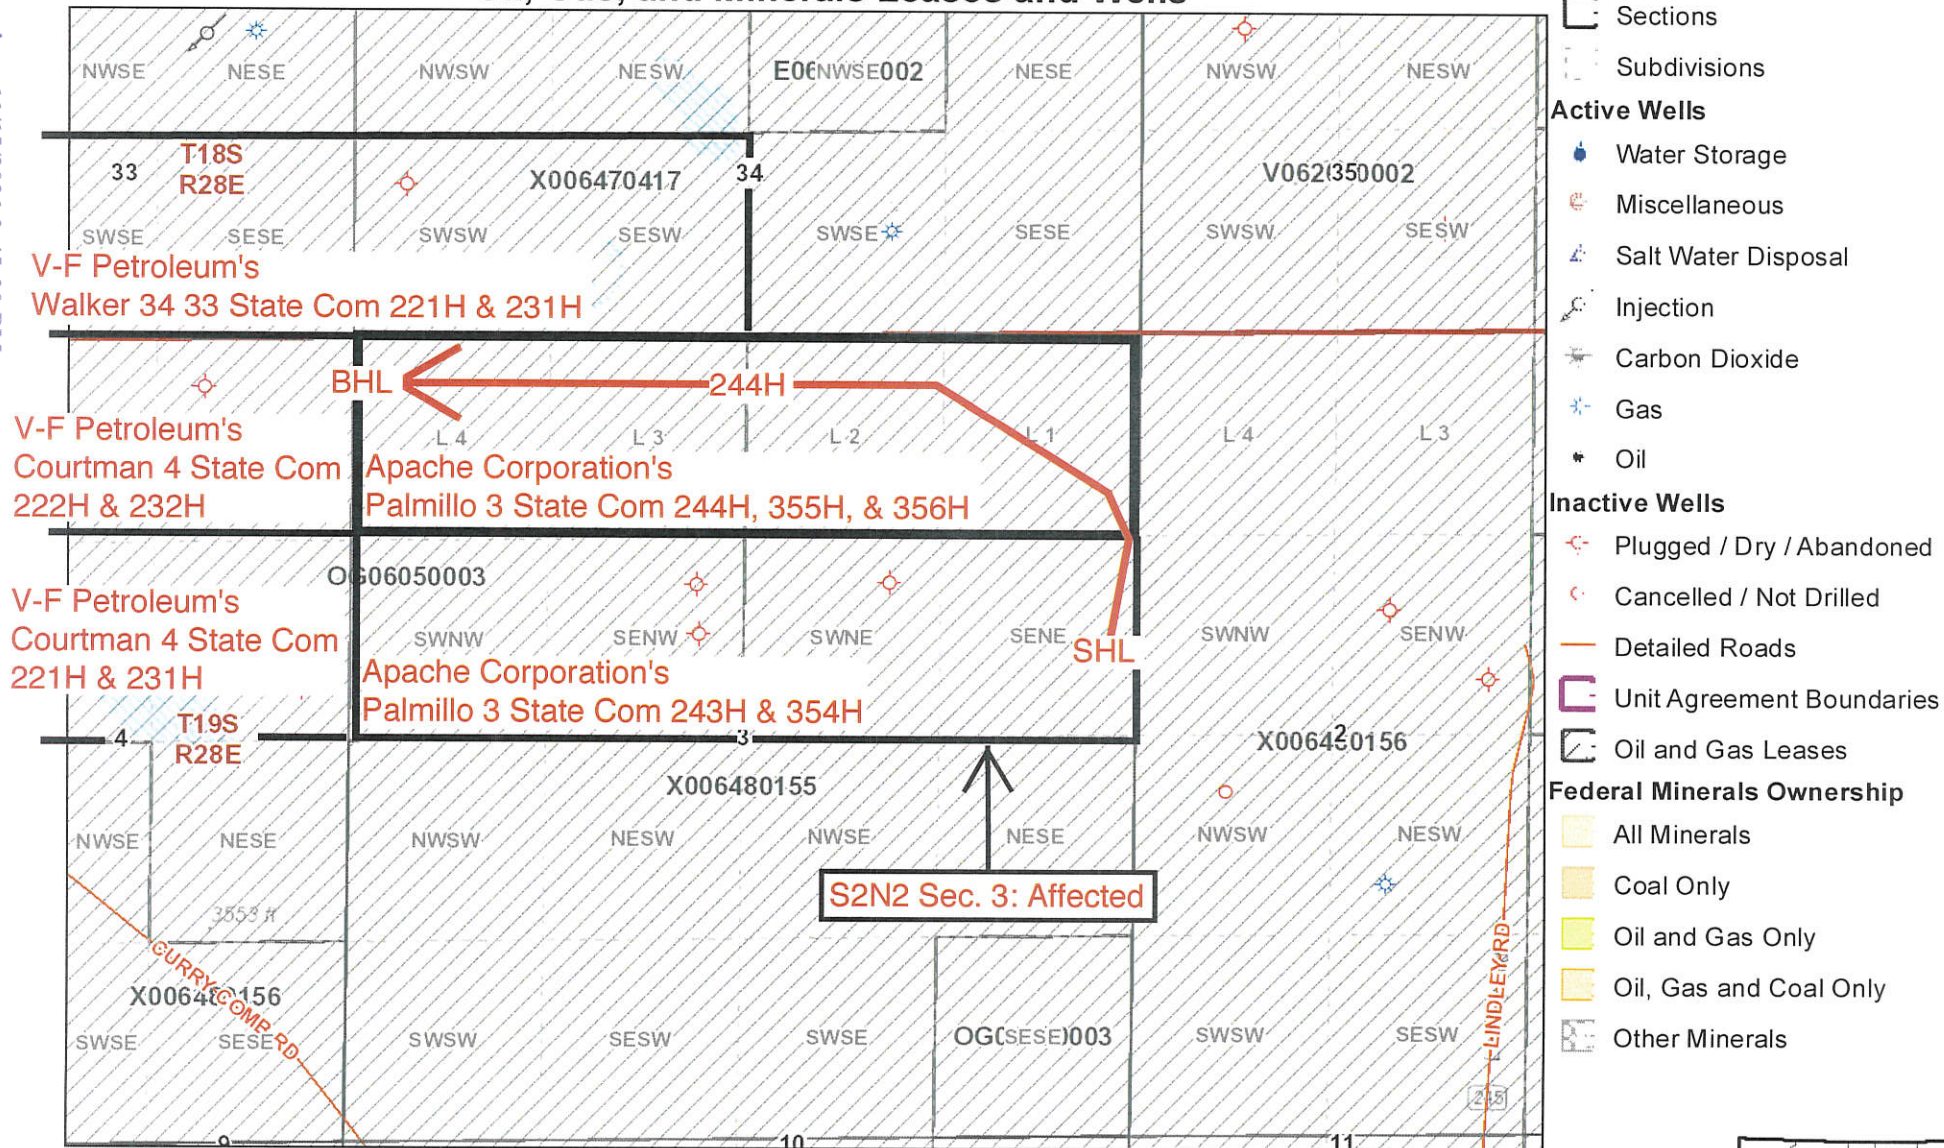 Sections
Subdivisions
Active Wells
Water Storage
Miscellaneous
Salt Water Disposal
Injection
Carbon Dioxide
Gas
Oil
Inactive Wells
Plugged / Dry / Abandoned
Cancelled / Not Drilled
Detailed Roads
Unit Agreement Boundaries
Oil and Gas Leases
Federal Minerals Ownership
All Minerals
Coal Only
Oil and Gas Only
Oil, Gas and Coal Only
Other Minerals
NWSE NESE NWSW NESW NWSE NESE NWSW NESW
33 T18S
R28E
X006470417
34
SWSE SESE SWSW SESW SWSE SESE SWSW SESW
V-F Petroleum's
Walker 34 33 State Com 221H & 231H
BHL
244H
L 4 L 3 L 2 L 1 L 4 L 3
V-F Petroleum's
Courtman 4 State Com
222H & 232H
Apache Corporation's
Palmillo 3 State Com 244H, 355H, & 356H
V-F Petroleum's
Courtman 4 State Com
221H & 231H
SWNW SENW SWNE SENE SWNW SENW
SHL
Apache Corporation's
Palmillo 3 State Com 243H & 354H
4
T19S
R28E
3
2
X006480155
NWSE NESE NWSW NESW NWSE NESE NWSW NESW
S2N2 Sec. 3: Affected
3553 ft
CURRY COMB RD
SWSE SESE SWSW SESW SWSE SESE SWSW SESW
LINDLEY RD
9 10 11